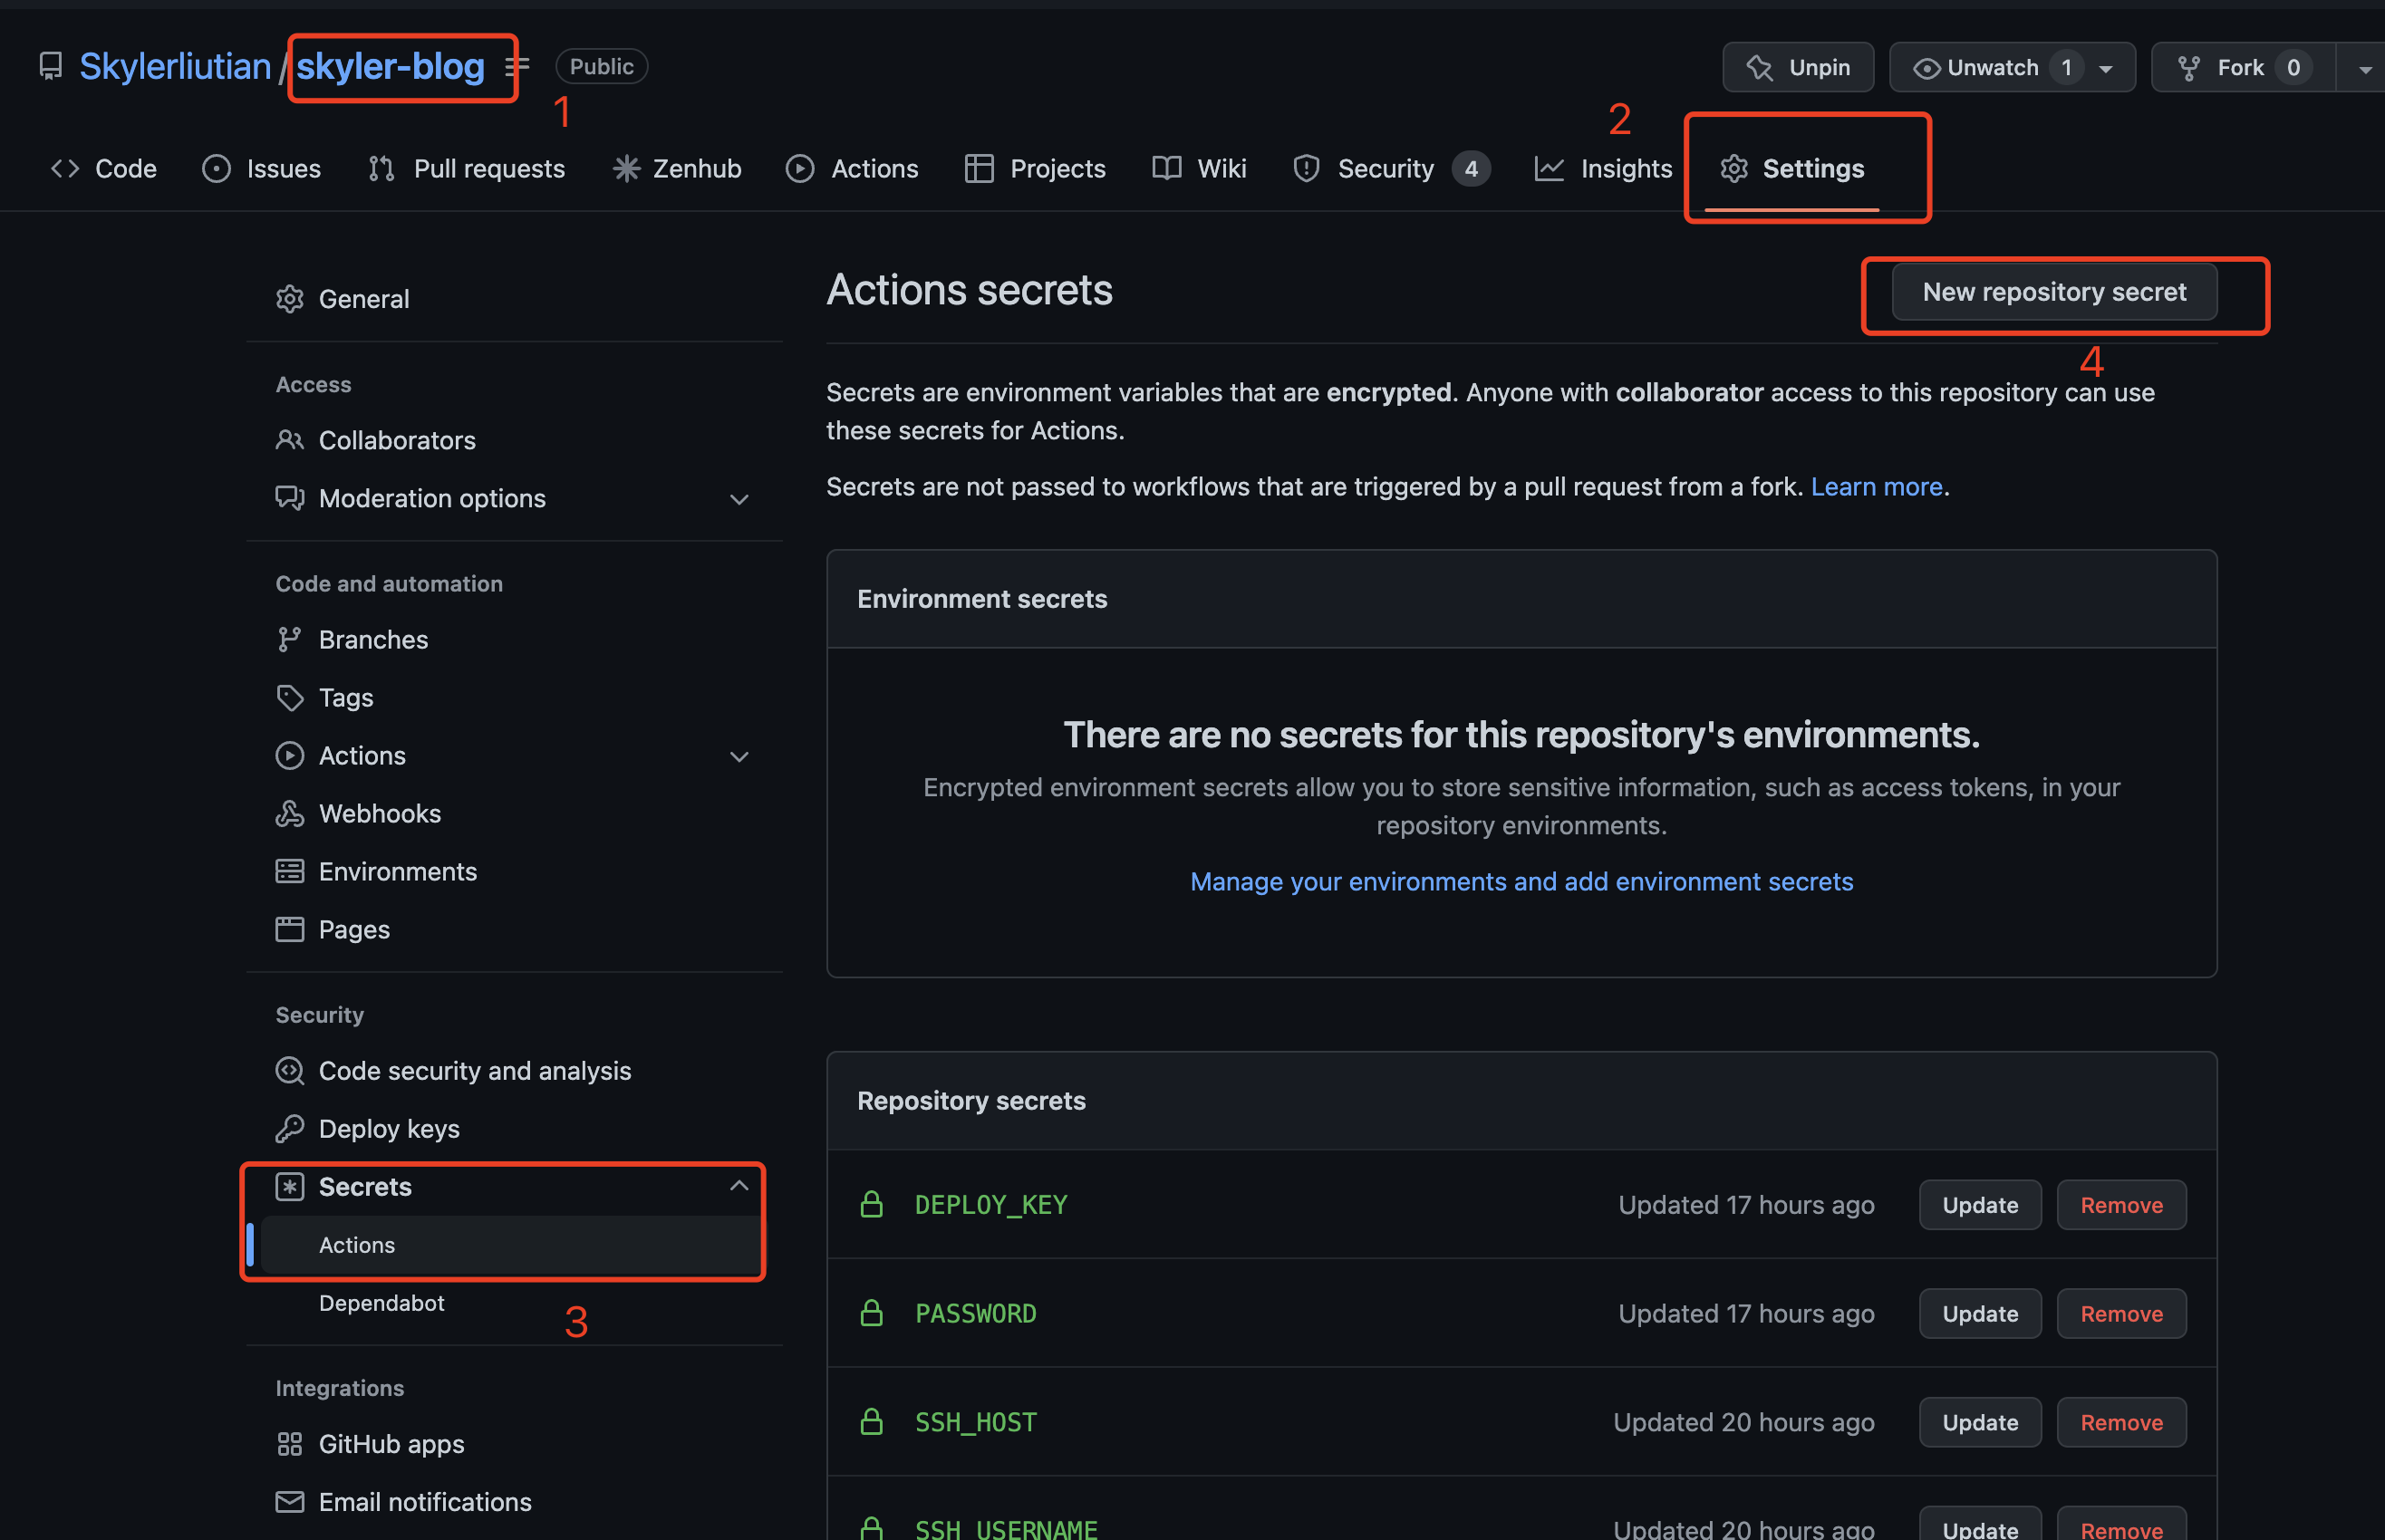 Skylerliutian / skyler-blog Public Unpin Unwatch 1 Fork 0
1
2
Code Issues Pull requests Zenhub Actions Projects Wiki Security 4 Insights Settings
General
Access
Collaborators
Moderation options
Code and automation
Branches
Tags
Actions
Webhooks
Environments
Pages
Security
Code security and analysis
Deploy keys
Secrets
Actions
Dependabot
3
Integrations
GitHub apps
Email notifications
Actions secrets
New repository secret
4
Secrets are environment variables that are encrypted. Anyone with collaborator access to this repository can use
these secrets for Actions.
Secrets are not passed to workflows that are triggered by a pull request from a fork. Learn more.
Environment secrets
There are no secrets for this repository's environments.
Encrypted environment secrets allow you to store sensitive information, such as access tokens, in your
repository environments.
Manage your environments and add environment secrets
Repository secrets
DEPLOY_KEY Updated 17 hours ago Update Remove
PASSWORD Updated 17 hours ago Update Remove
SSH_HOST Updated 20 hours ago Update Remove
SSH_USERNAME Updated 20 hours ago Update Remove